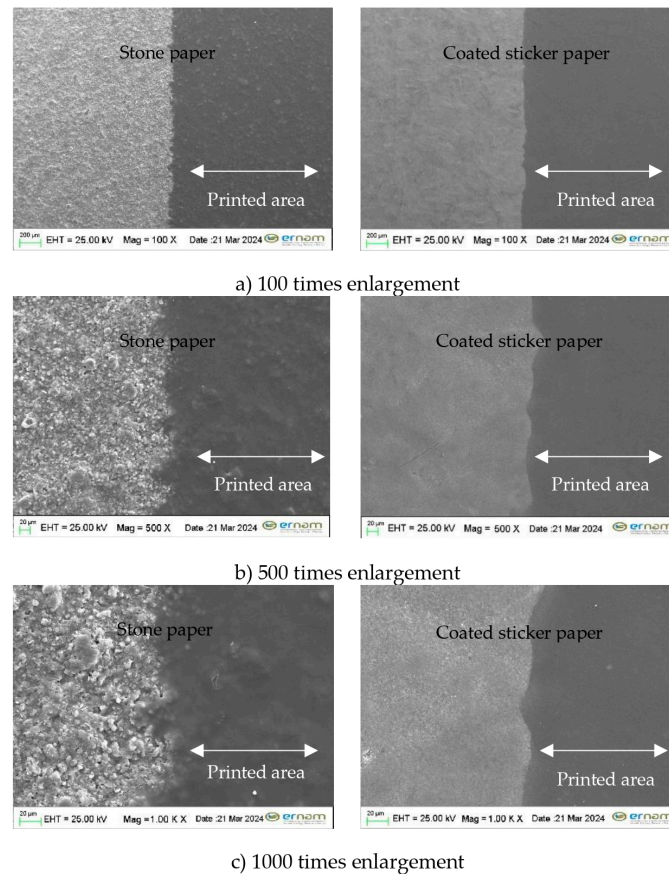 Stone paper
Coated sticker paper
Printed area
Printed area
200 µm EHT = 25.00 kV Mag = 100 X Date :21 Mar 2024 ernam
200 µm EHT = 25.00 kV Mag = 100 X Date :21 Mar 2024 ernam
a) 100 times enlargement
Stone paper
Coated sticker paper
Printed area
Printed area
20 µm EHT = 25.00 kV Mag = 500 X Date :21 Mar 2024 ernam
20 µm EHT = 25.00 kV Mag = 500 X Date :21 Mar 2024 ernam
b) 500 times enlargement
Stone paper
Coated sticker paper
Printed area
Printed area
20 µm EHT = 25.00 kV Mag =1.00 K X Date :21 Mar 2024 ernam
20 µm EHT = 25.00 kV Mag = 1.00 K X Date :21 Mar 2024 ernam
c) 1000 times enlargement